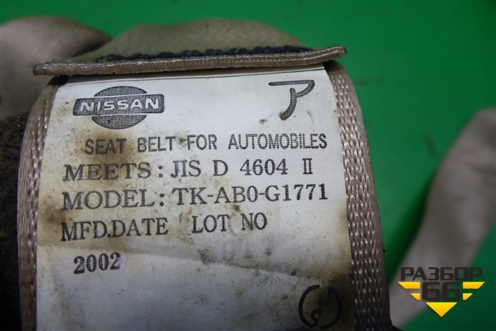 NISSAN
P
SEAT BELT FOR AUTOMOBILES
MEETS: JIS D 4604 II
MODEL: TK-AB0-G1771
MFD.DATE LOT NO
2002
РАЗБОР
66